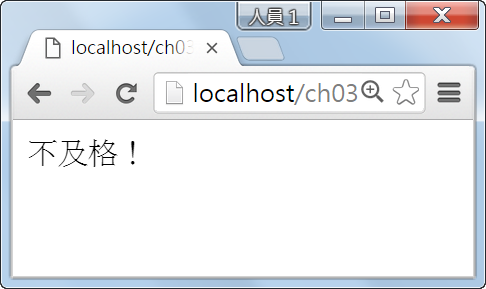 人員 1
localhost/ch03
localhost/ch03
不及格！